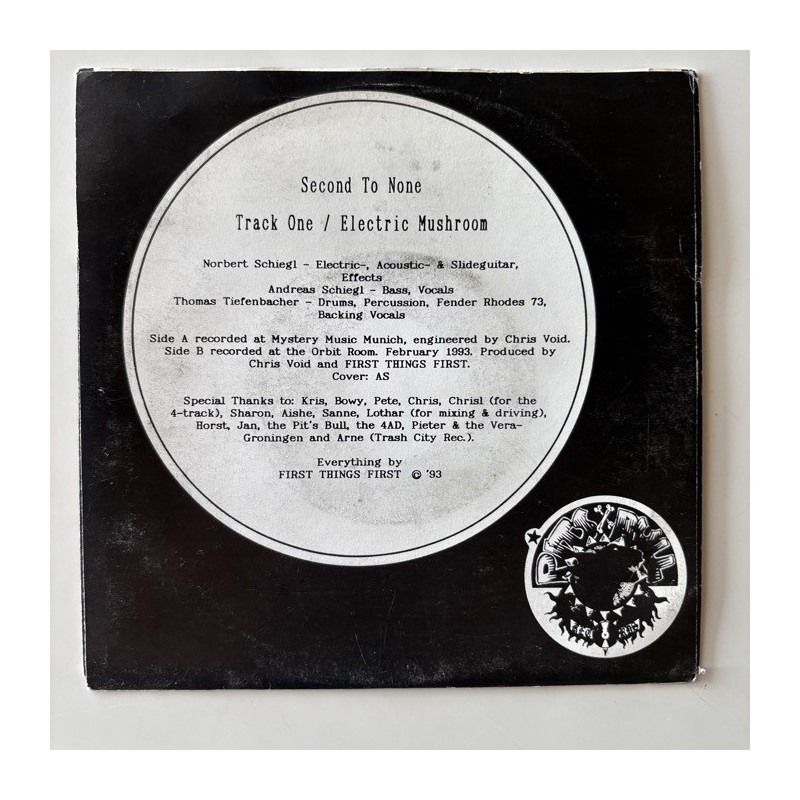 Second To None
Track One / Electric Mushroom
Norbert Schiegl - Electric-, Acoustic- & Slideguitar,
Effects
Andreas Schiegl - Bass, Vocals
Thomas Tiefenbacher - Drums, Percussion, Fender Rhodes 73,
Backing Vocals
Side A recorded at Mystery Music Munich, engineered by Chris Void.
Side B recorded at the Orbit Room. February 1993. Produced by
Chris Void and FIRST THINGS FIRST.
Cover: AS
Special Thanks to: Kris, Bowy, Pete, Chris, Chrisl (for the
4-track), Sharon, Aishe, Sanne, Lothar (for mixing & driving),
Horst, Jan, the Pit's Bull, the 4AD, Pieter & the Vera-
Groningen and Arne (Trash City Rec.).
Everything by
FIRST THINGS FIRST © '93